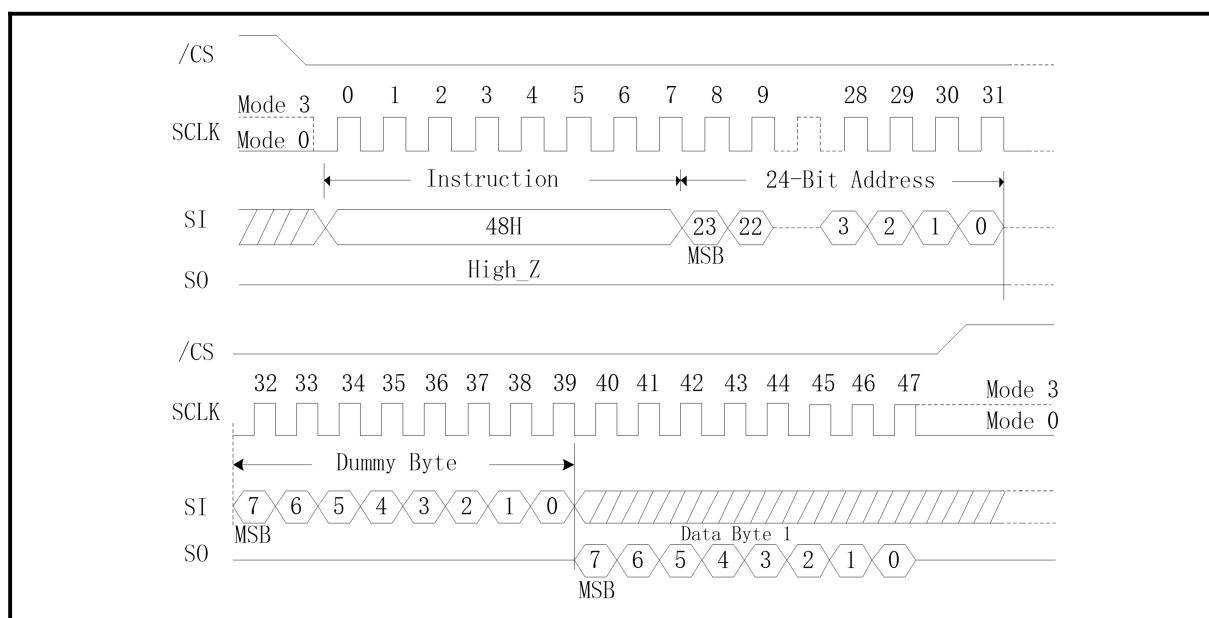 /CS
0 1 2 3 4 5 6 7 8 9 28 29 30 31
Mode 3
SCLK
Mode 0
Instruction 24-Bit Address
SI 48H 23 22 3 2 1 0
MSB
High_Z
SO
/CS
32 33 34 35 36 37 38 39 40 41 42 43 44 45 46 47
Mode 3
SCLK
Mode 0
Dummy Byte
SI 7 6 5 4 3 2 1 0
MSB
Data Byte 1
SO 7 6 5 4 3 2 1 0
MSB